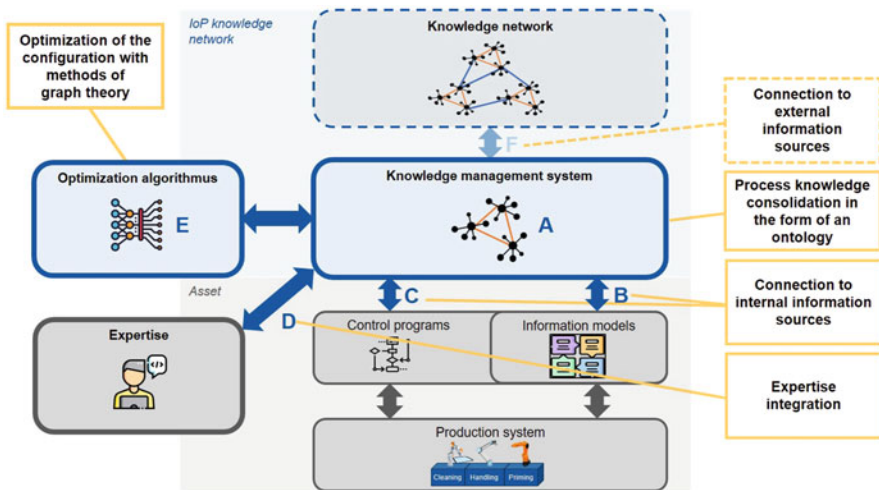 Optimization of the
configuration with
methods of
graph theory
IoP knowledge
network
Knowledge network
F
Connection to
external
information
sources
Optimization algorithmus
E
Knowledge management system
A
Process knowledge
consolidation in
the form of an
ontology
Asset
C
B
Connection to
internal information
sources
D
Expertise
Control programs
Information models
Expertise
integration
Production system
Cleaning
Handling
Priming